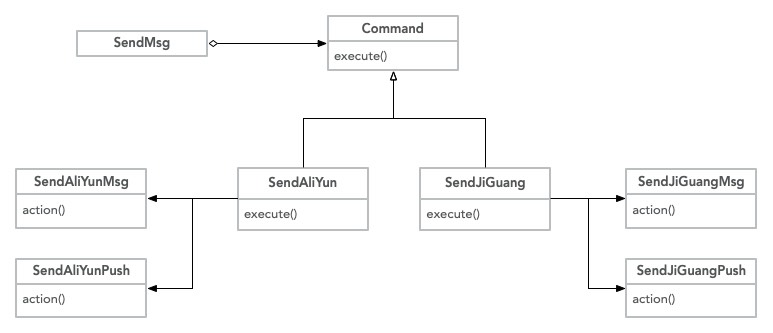 SendMsg
Command
execute()
SendAliYunMsg
action()
SendAliYun
execute()
SendJiGuang
execute()
SendJiGuangMsg
action()
SendAliYunPush
action()
SendJiGuangPush
action()